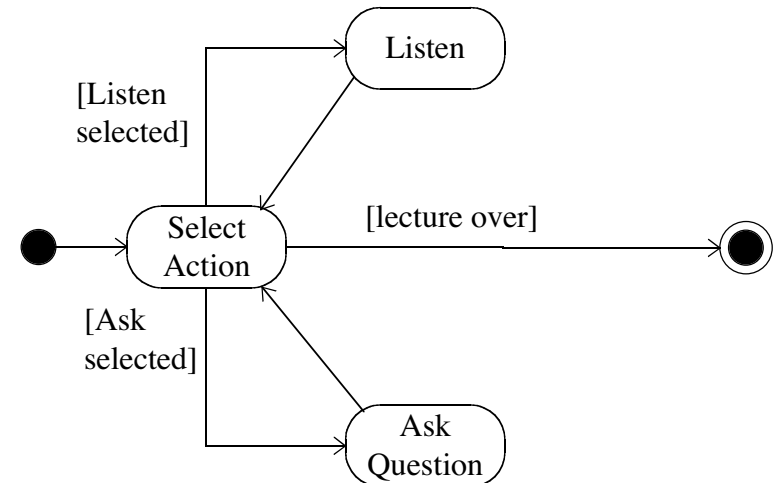 Listen
[Listen
selected]
[lecture over]
Select
Action
[Ask
selected]
Ask
Question